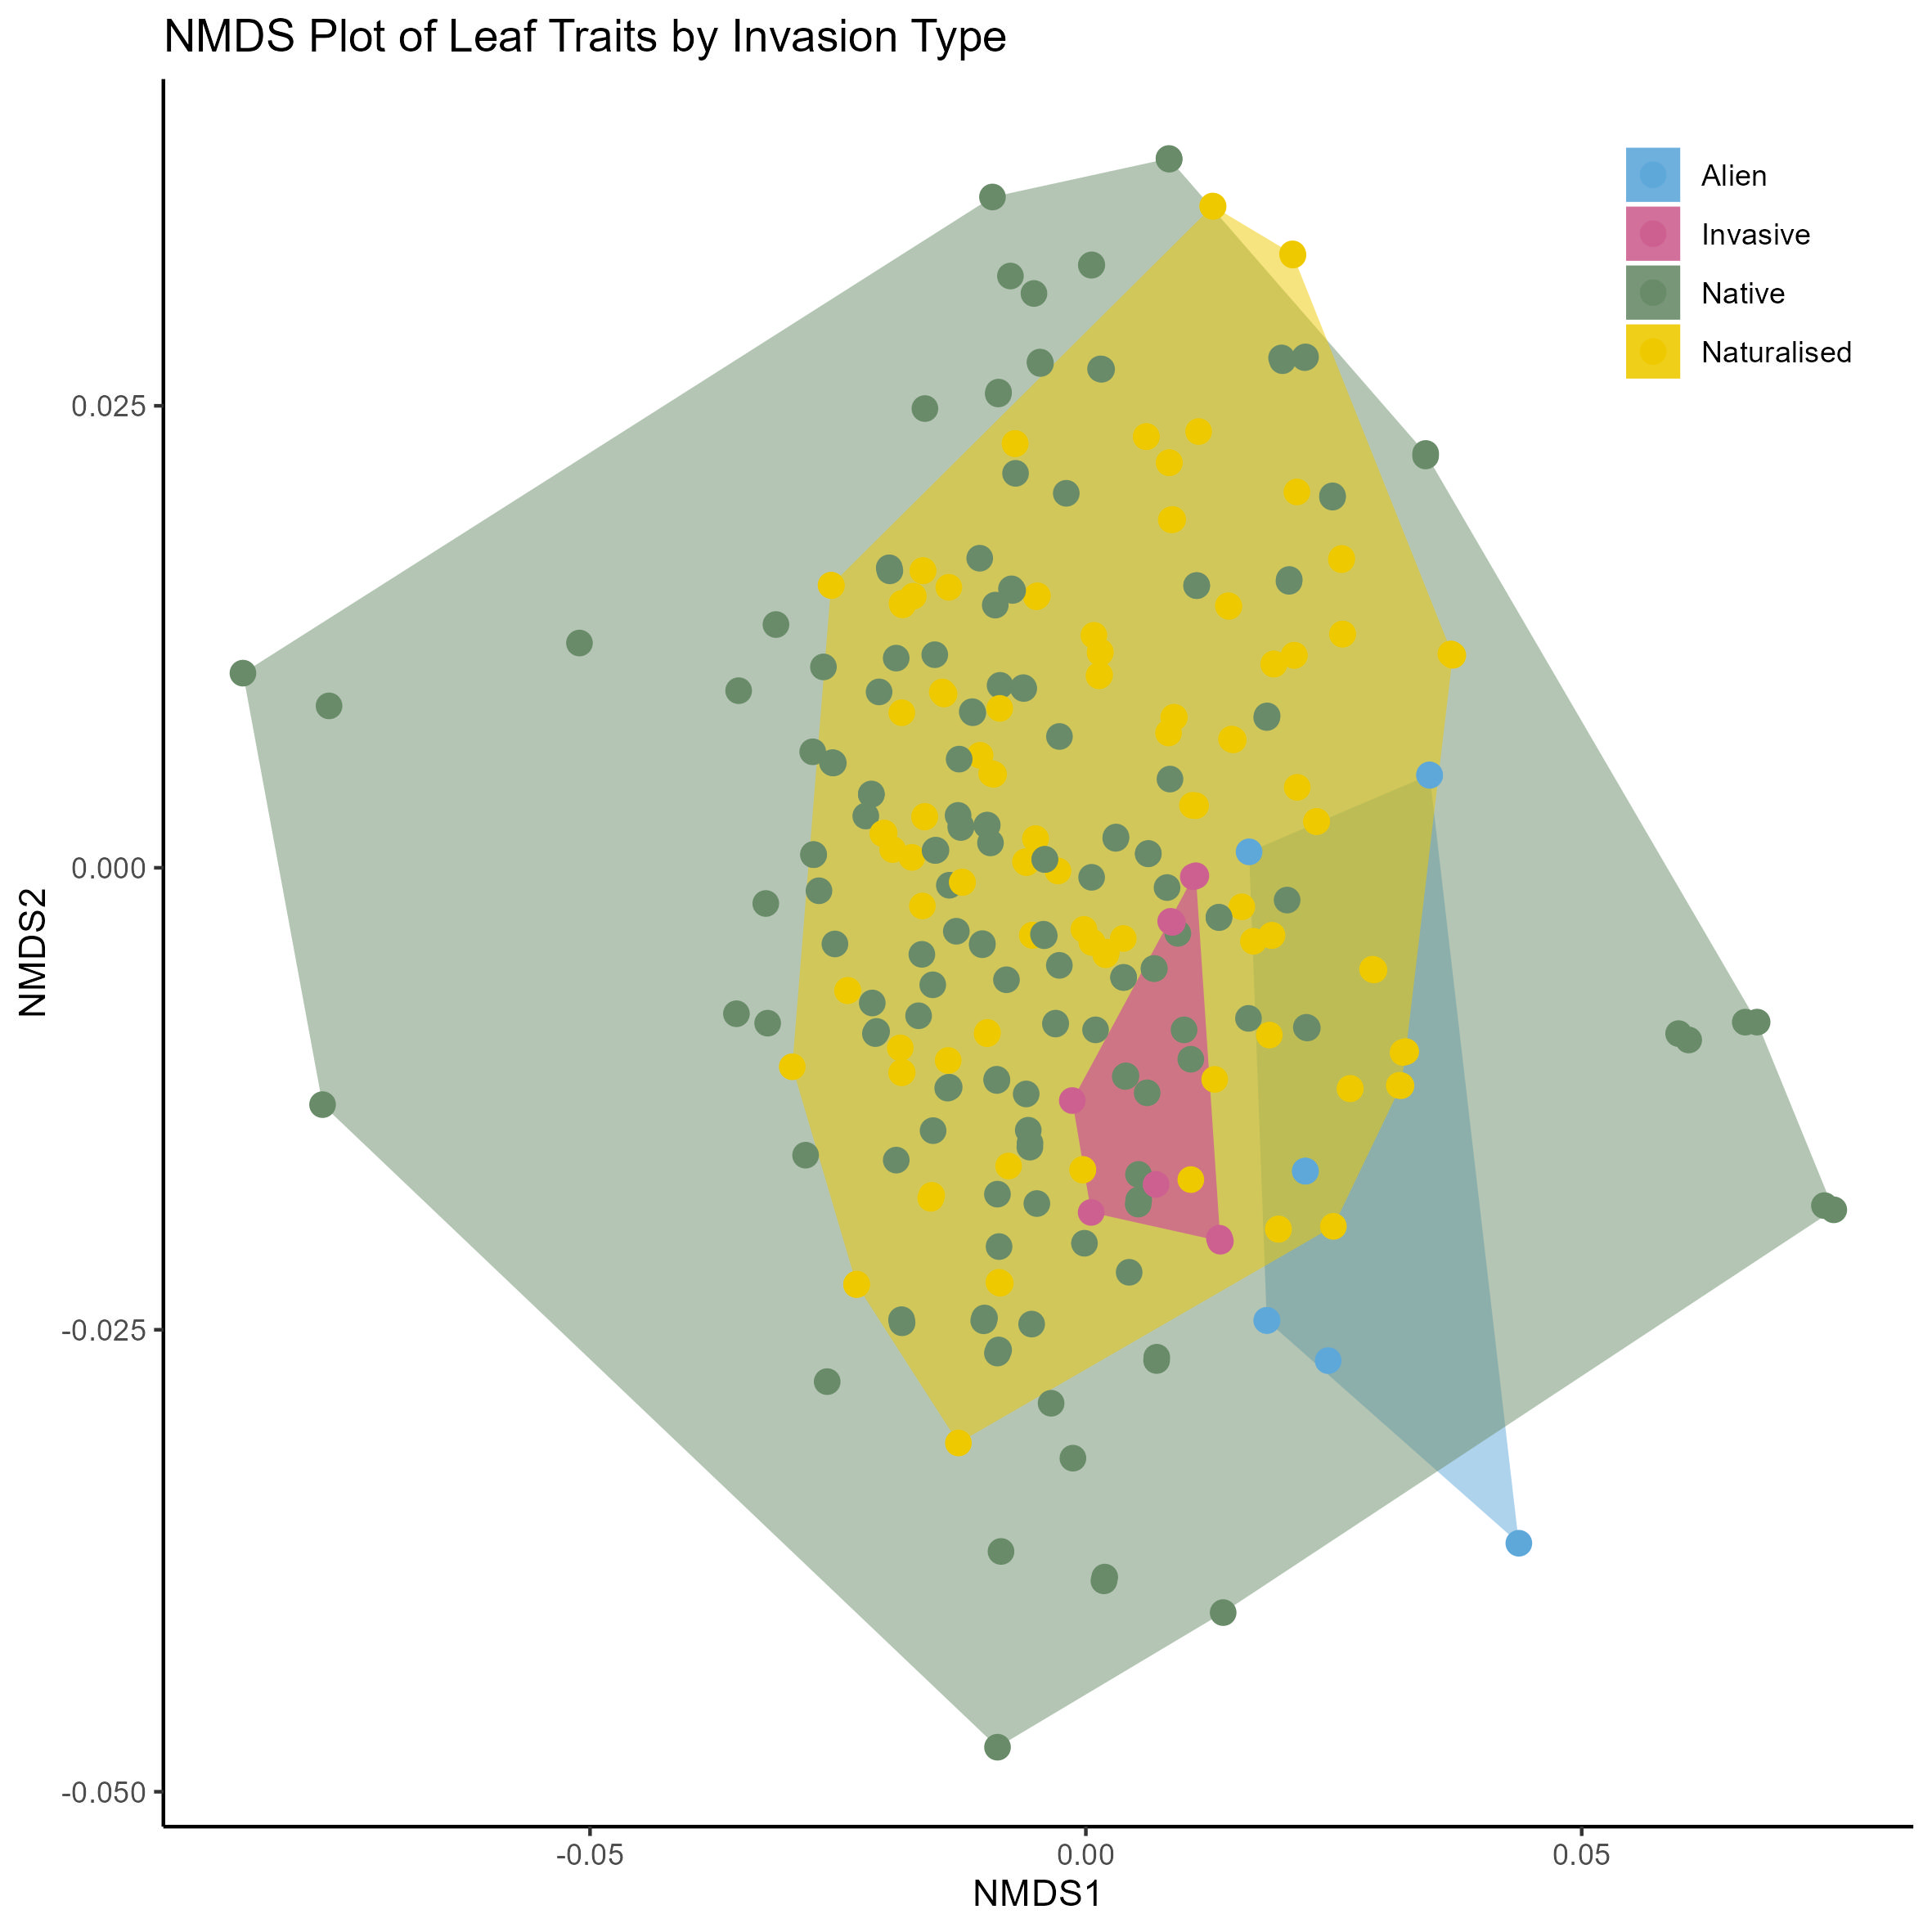 NMDS Plot of Leaf Traits by Invasion Type
Alien
Invasive
Native
Naturalised
0.025
0.000
-0.025
-0.050
NMDS2
-0.05
0.00
0.05
NMDS1